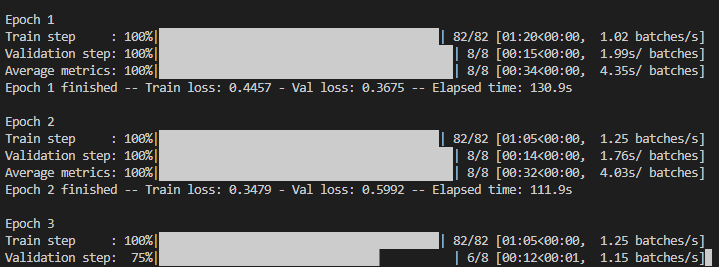 Epoch 1
Train step     : 100%|██████████| 82/82 [01:20<00:00,  1.02 batches/s]
Validation step: 100%|██████████| 8/8 [00:15<00:00,  1.99s/ batches]
Average metrics: 100%|██████████| 8/8 [00:34<00:00,  4.35s/ batches]
Epoch 1 finished -- Train loss: 0.4457 - Val loss: 0.3675 -- Elapsed time: 130.9s
Epoch 2
Train step     : 100%|██████████| 82/82 [01:05<00:00,  1.25 batches/s]
Validation step: 100%|██████████| 8/8 [00:14<00:00,  1.76s/ batches]
Average metrics: 100%|██████████| 8/8 [00:32<00:00,  4.03s/ batches]
Epoch 2 finished -- Train loss: 0.3479 - Val loss: 0.5992 -- Elapsed time: 111.9s
Epoch 3
Train step     : 100%|██████████| 82/82 [01:05<00:00,  1.25 batches/s]
Validation step:  75%|███████▌  | 6/8 [00:12<00:01,  1.15 batches/s]